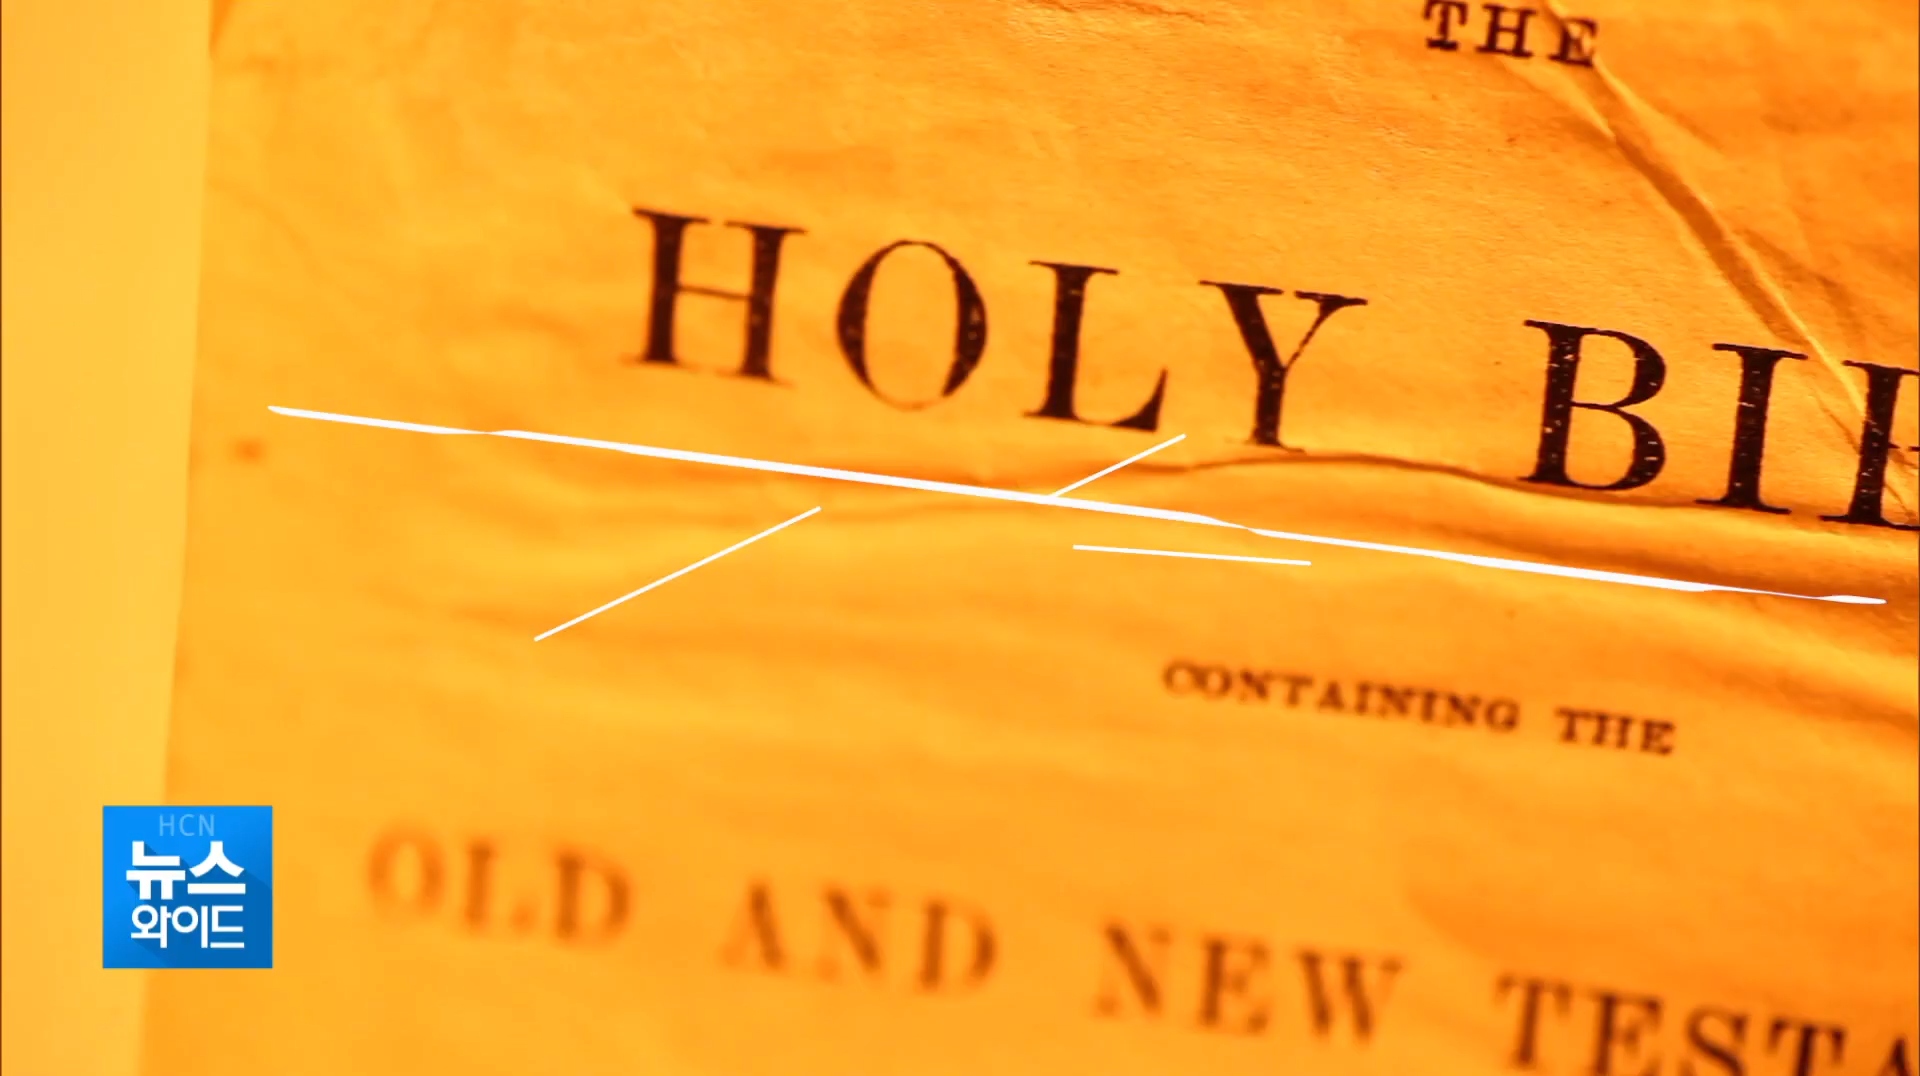 THE
HOLY BI
CONTAINING THE
OLD AND NEW TESTA
HCN
뉴스
와이드